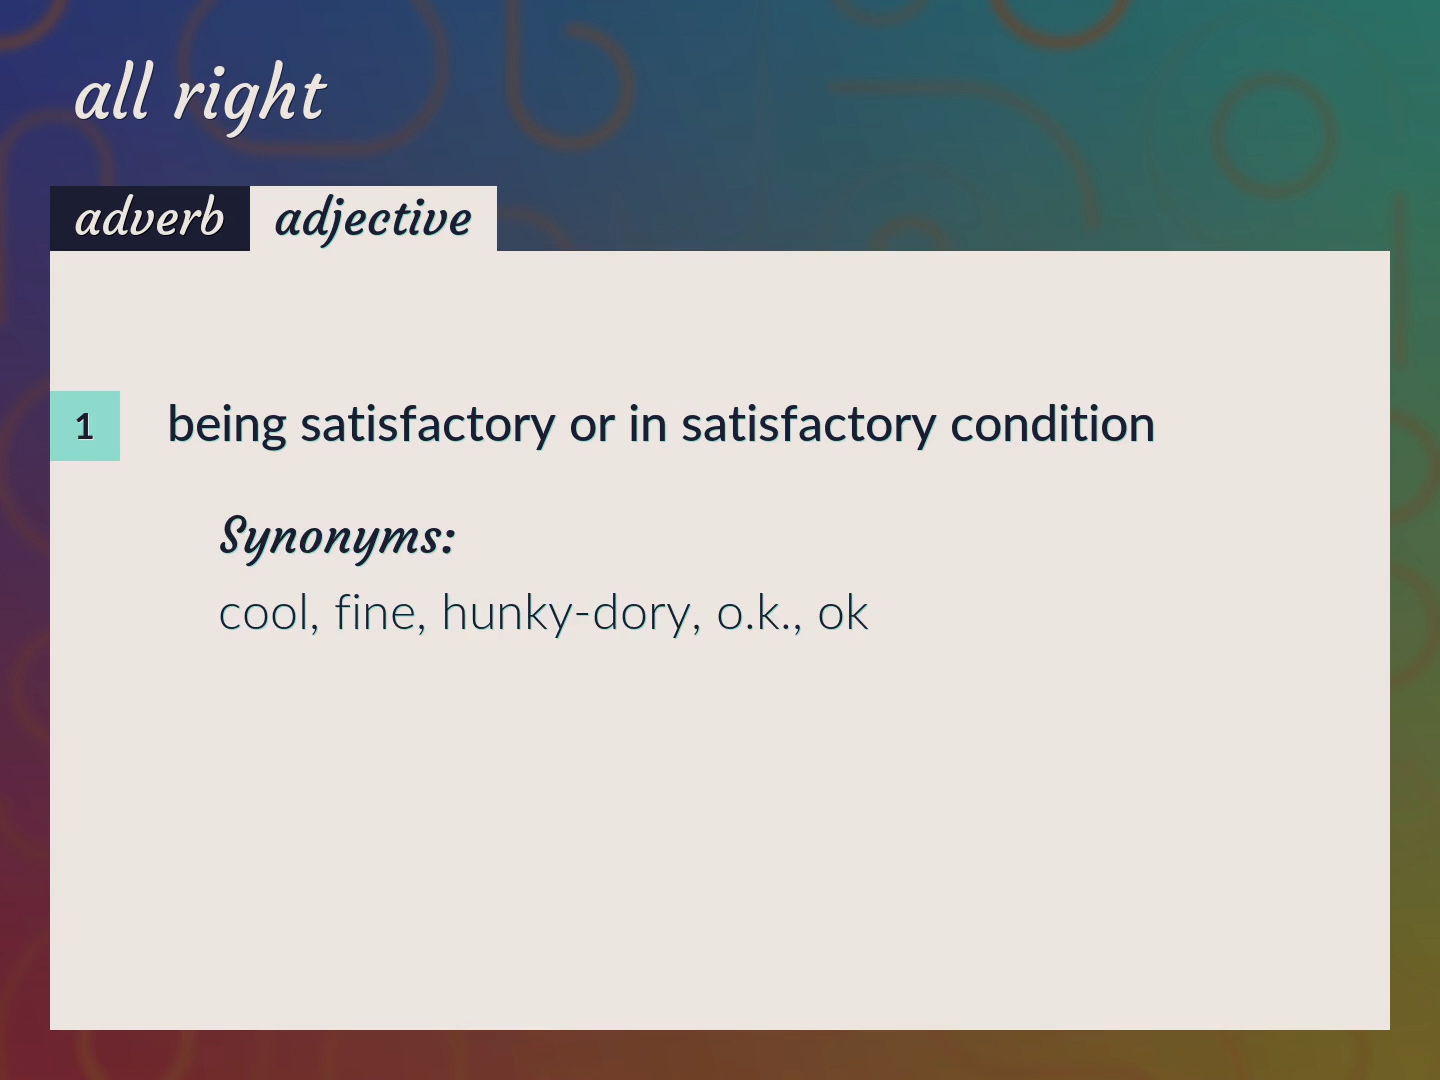 all right
adverb adjective
1 being satisfactory or in satisfactory condition
Synonyms:
cool, fine, hunky-dory, o.k., ok